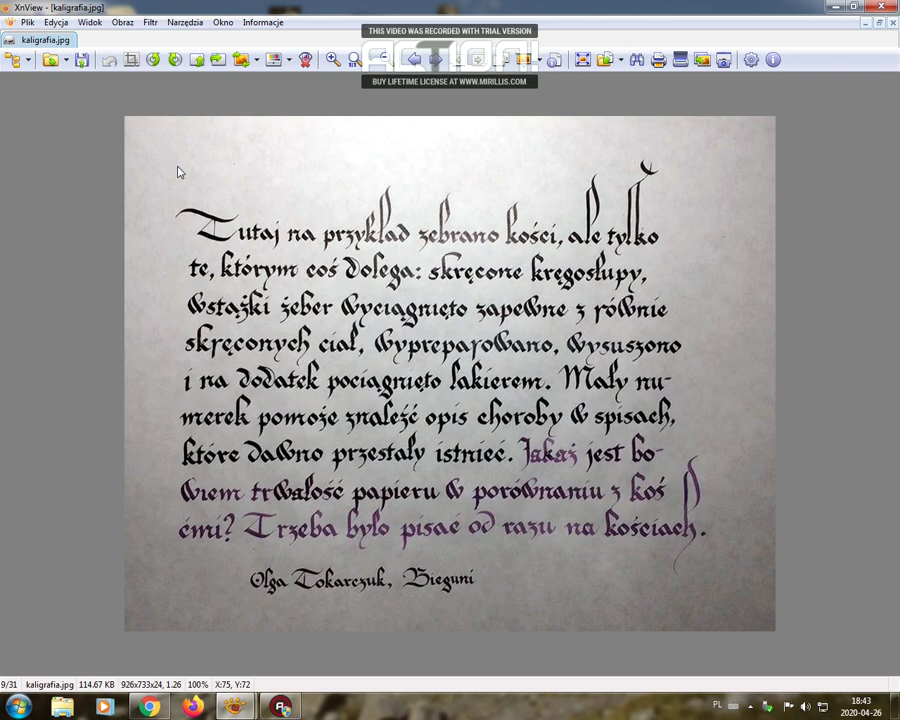 XnView - [kaligrafia.jpg]
Plik Edycja Widok Obraz Filtr Narzędzia Okno Informacje
THIS VIDEO WAS RECORDED WITH TRIAL VERSION
kaligrafia.jpg
ACTION!
BUY LIFETIME LICENSE AT WWW.MIRILLIS.COM
Tutaj na przykład zebrano kości, ale tylko
te, którym coś dolega: skręcone kręgosłupy,
wstążki żeber wyciągnięto zapewne z równie
skręconych ciał, wypreparowano, wysuszono
i na dodatek pociągnięto lakierem. Mały nu-
merek pomoże znaleźć opis choroby w spisach,
które dawno przestały istnieć. Jakaż jest bo-
wiem trwałość papieru w porównaniu z koś
ćmi? Trzeba było pisać od razu na kościach.
Olga Tokarczuk, Bieguni
9/31 kaligrafia.jpg 114.67 KB 926x733x24, 1.26 100% X:75, Y:72
PL 18:43
2020-04-26